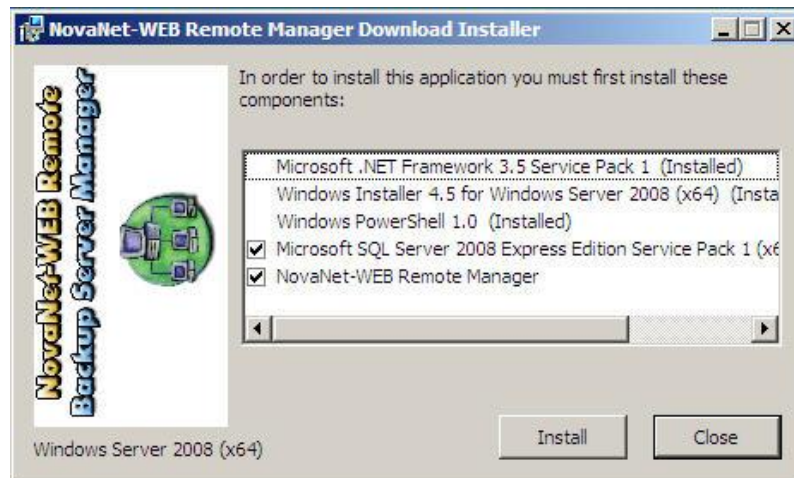 NovaNet-WEB Remote Manager Download Installer
NovaNet-WEB Remote
Backup Server Manager
In order to install this application you must first install these
components:
Microsoft .NET Framework 3.5 Service Pack 1 (Installed)
Windows Installer 4.5 for Windows Server 2008 (x64) (Insta
Windows PowerShell 1.0 (Installed)
Microsoft SQL Server 2008 Express Edition Service Pack 1 (x6
NovaNet-WEB Remote Manager
Windows Server 2008 (x64)
Install
Close